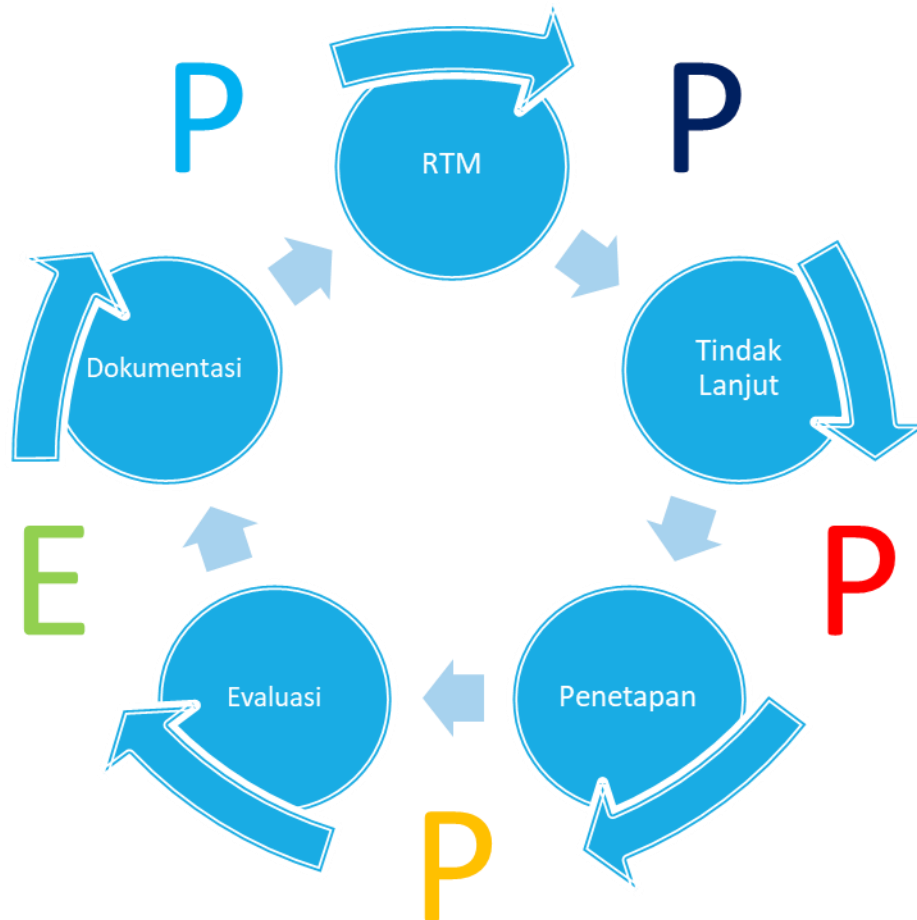 P
P
RTM
Dokumentasi
Tindak
Lanjut
E
P
Evaluasi
Penetapan
P